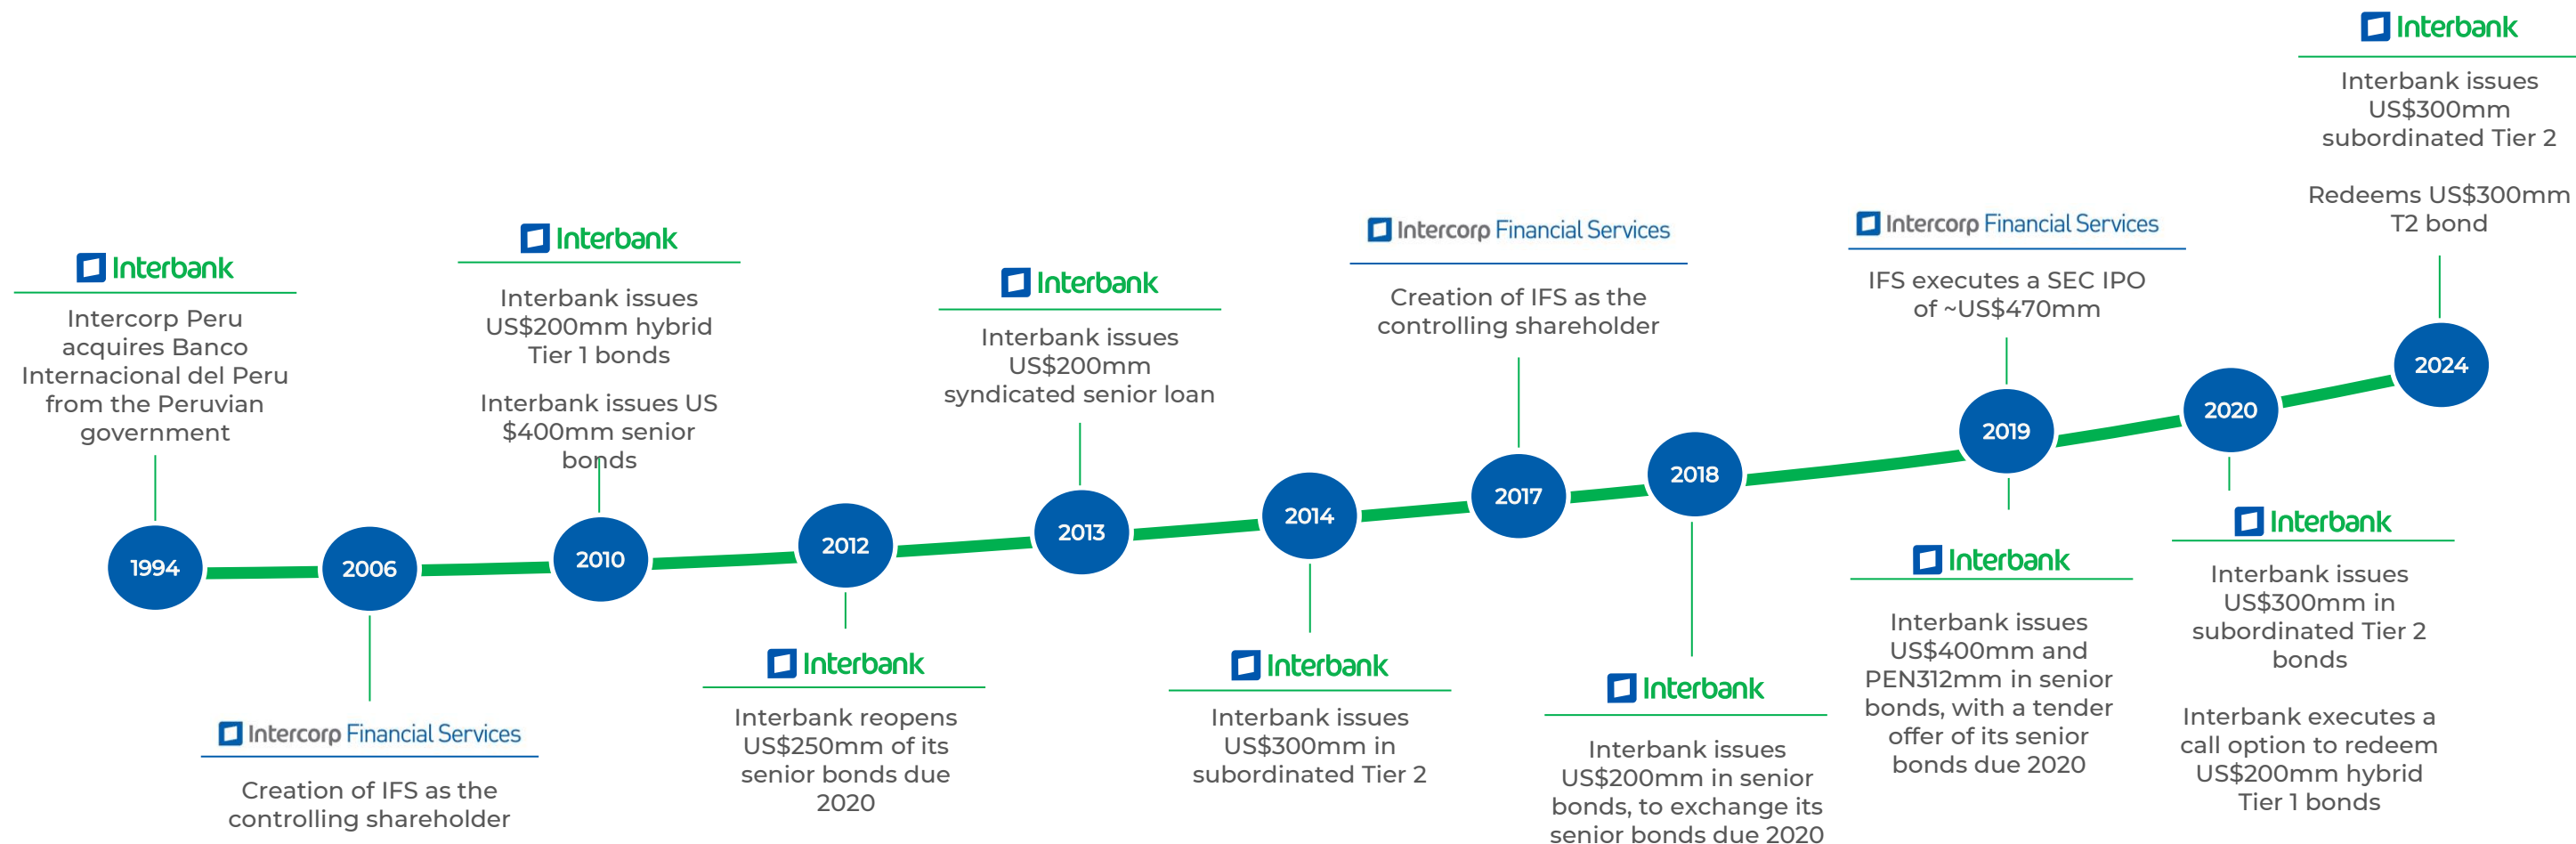 Interbank
Intercorp Peru
acquires Banco
Internacional del Peru
from the Peruvian
government
1994
2006
Intercorp Financial Services
Creation of IFS as the
controlling shareholder
Interbank
Interbank issues
US$200mm hybrid
Tier 1 bonds
Interbank issues US
$400mm senior
bonds
2010
2012
Interbank
Interbank reopens
US$250mm of its
senior bonds due
2020
Interbank
Interbank issues
US$200mm
syndicated senior loan
2013
2014
Interbank
Interbank issues
US$300mm in
subordinated Tier 2
Intercorp Financial Services
Creation of IFS as the
controlling shareholder
2017
2018
Interbank
Interbank issues
US$200mm in senior
bonds, to exchange its
senior bonds due 2020
Intercorp Financial Services
IFS executes a SEC IPO
of ~US$470mm
2019
Interbank
Interbank issues
US$400mm and
PEN312mm in senior
bonds, with a tender
offer of its senior
bonds due 2020
2020
Interbank
Interbank issues
US$300mm in
subordinated Tier 2
bonds
Interbank executes a
call option to redeem
US$200mm hybrid
Tier 1 bonds
Interbank
Interbank issues
US$300mm
subordinated Tier 2
Redeems US$300mm
T2 bond
2024